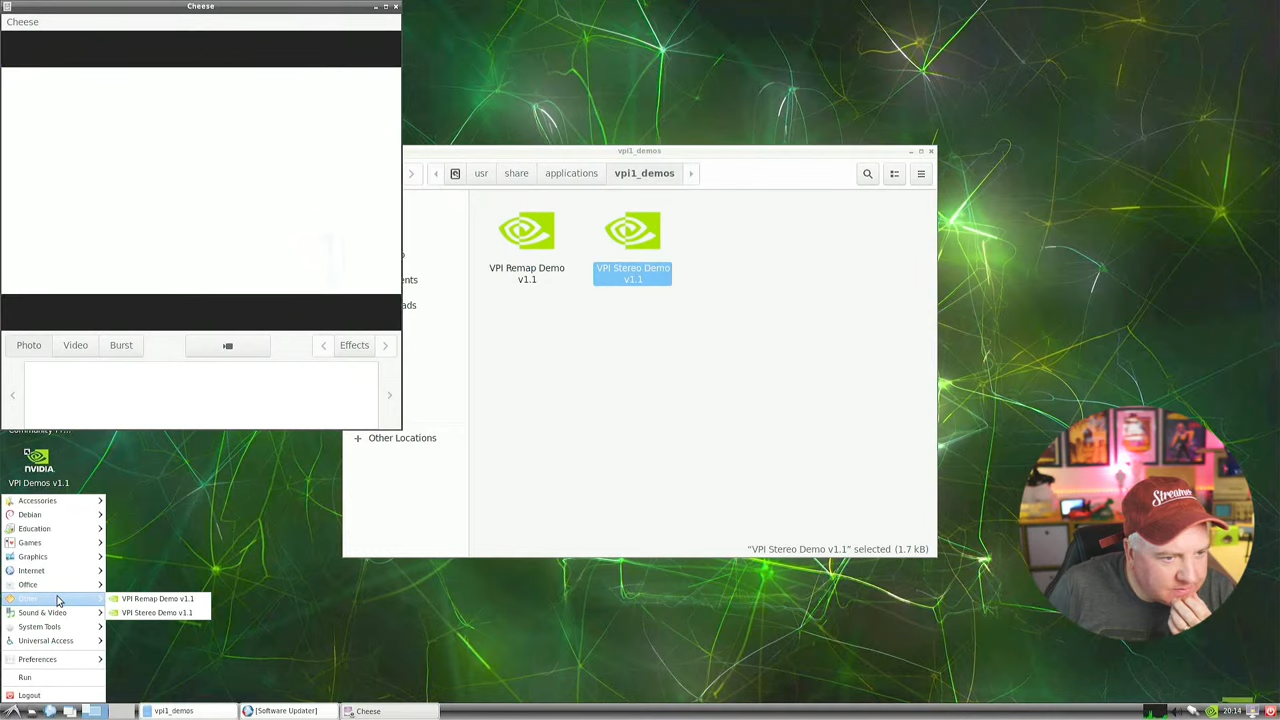 Cheese
Cheese
Photo
Video
Burst
Effects
vpi1_demos
usr
share
applications
vpi1_demos
VPI Remap Demo
v1.1
VPI Stereo Demo
v1.1
Other Locations
"VPI Stereo Demo v1.1" selected (1.7 kB)
NVIDIA
VPI Demos v1.1
Accessories
Debian
Education
Games
Graphics
Internet
Office
Other
Sound & Video
System Tools
Universal Access
Preferences
Run
Logout
VPI Remap Demo v1.1
VPI Stereo Demo v1.1
Streamer
vpi1_demos
[Software Updater]
Cheese
20:14